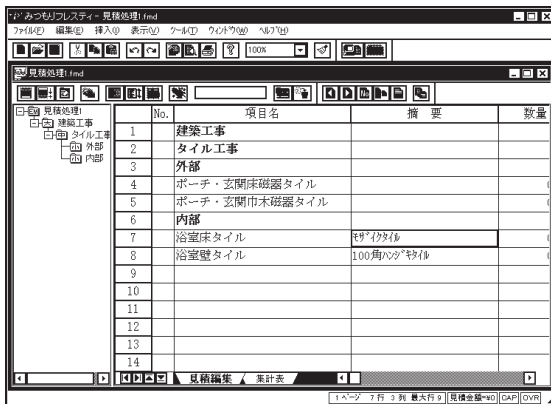 みつもりフレスティ - 見積処理1.fmd
ﾌｧｲﾙ(F) 編集(E) 挿入(I) 表示(V) ﾂｰﾙ(T) ｳｨﾝﾄﾞｳ(W) ﾍﾙﾌﾟ(H)
100%
見積処理1.fmd
見積処理1
大 建築工事
中 タイル工事
小 外部
小 内部
No. 項目名 摘 要 数量
1 建築工事
2 タイル工事
3 外部
4 ポーチ・玄関床磁器タイル
5 ポーチ・玄関巾木磁器タイル
6 内部
7 浴室床タイル ﾓｻﾞｲｸﾀｲﾙ
8 浴室壁タイル 100角ﾊﾝｼﾞｷﾀｲﾙ
9
10
11
12
13
14
見積編集 集計表
1 ﾍﾟｰｼﾞ 7行 3列 最大行 9 見積金額=¥0 CAP OVR